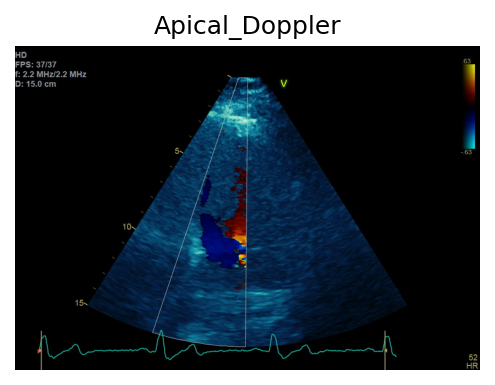 Apical_Doppler
HD
FPS: 37/37
f: 2.2 MHz/2.2 MHz
D: 15.0 cm
V
63
-63
5
10
15
52
HR